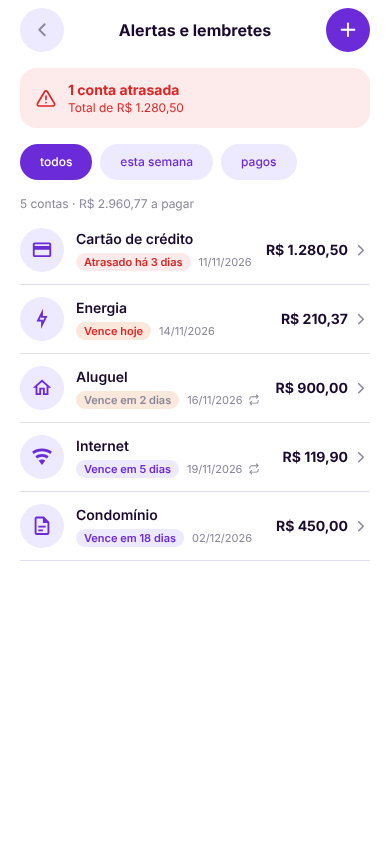 Alertas e lembretes
1 conta atrasada
Total de R$ 1.280,50
todos
esta semana
pagos
5 contas · R$ 2.960,77 a pagar
Cartão de crédito
R$ 1.280,50
Atrasado há 3 dias
11/11/2026
Energia
R$ 210,37
Vence hoje
14/11/2026
Aluguel
R$ 900,00
Vence em 2 dias
16/11/2026
Internet
R$ 119,90
Vence em 5 dias
19/11/2026
Condomínio
R$ 450,00
Vence em 18 dias
02/12/2026